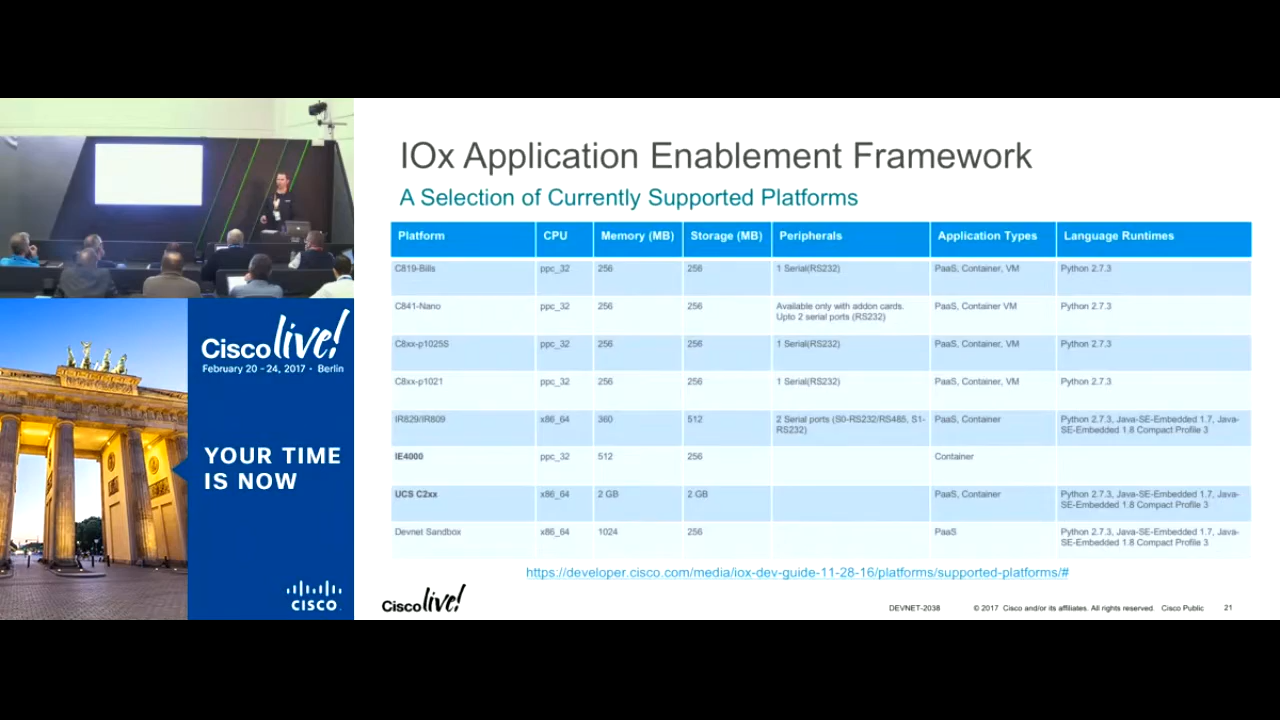 IOx Application Enablement Framework
A Selection of Currently Supported Platforms
Platform CPU Memory (MB) Storage (MB) Peripherals Application Types Language Runtimes
C819-Bills ppc_32 256 256 1 Serial(RS232) PaaS, Container, VM Python 2.7.3
C841-Nano ppc_32 256 256 Available only with addon cards. PaaS, Container VM Python 2.7.3
Upto 2 serial ports (RS232)
C8xx-p1025S ppc_32 256 256 1 Serial(RS232) PaaS, Container, VM Python 2.7.3
C8xx-p1021 ppc_32 256 256 1 Serial(RS232) PaaS, Container, VM Python 2.7.3
IR829/IR809 x86_64 360 512 2 Serial ports (S0-RS232/RS485, S1- PaaS, Container Python 2.7.3, Java-SE-Embedded 1.7, Java-
RS232) SE-Embedded 1.8 Compact Profile 3
IE4000 ppc_32 512 256 Container
UCS C2xx x86_64 2 GB 2 GB PaaS, Container Python 2.7.3, Java-SE-Embedded 1.7, Java-
SE-Embedded 1.8 Compact Profile 3
Devnet Sandbox x86_64 1024 256 PaaS Python 2.7.3, Java-SE-Embedded 1.7, Java-
SE-Embedded 1.8 Compact Profile 3
https://developer.cisco.com/media/iox-dev-guide-11-28-16/platforms/supported-platforms/#
Cisco live!
DEVNET-2038 © 2017 Cisco and/or its affiliates. All rights reserved. Cisco Public 21
Cisco live!
February 20 - 24, 2017 • Berlin
YOUR TIME
IS NOW
CISCO